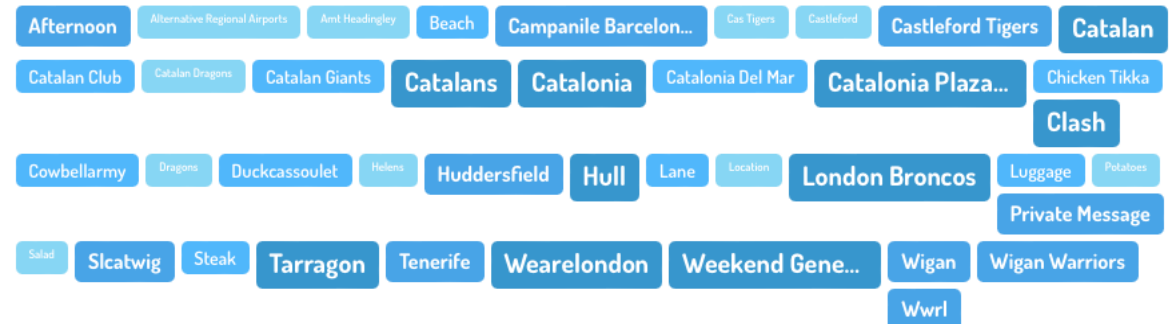 Afternoon Alternative Regional Airports Amt Headingley Beach Campanile Barcelon... Cas Tigers Castleford Castleford Tigers Catalan
Catalan Club Catalan Dragons Catalan Giants Catalans Catalonia Catalonia Del Mar Catalonia Plaza... Chicken Tikka
Clash
Cowbellarmy Dragons Duckcassoulet Helens Huddersfield Hull Lane Location London Broncos Luggage Potatoes
Private Message
Salad Slcatwig Steak Tarragon Tenerife Wearelondon Weekend Gene... Wigan Wigan Warriors
Wwrl